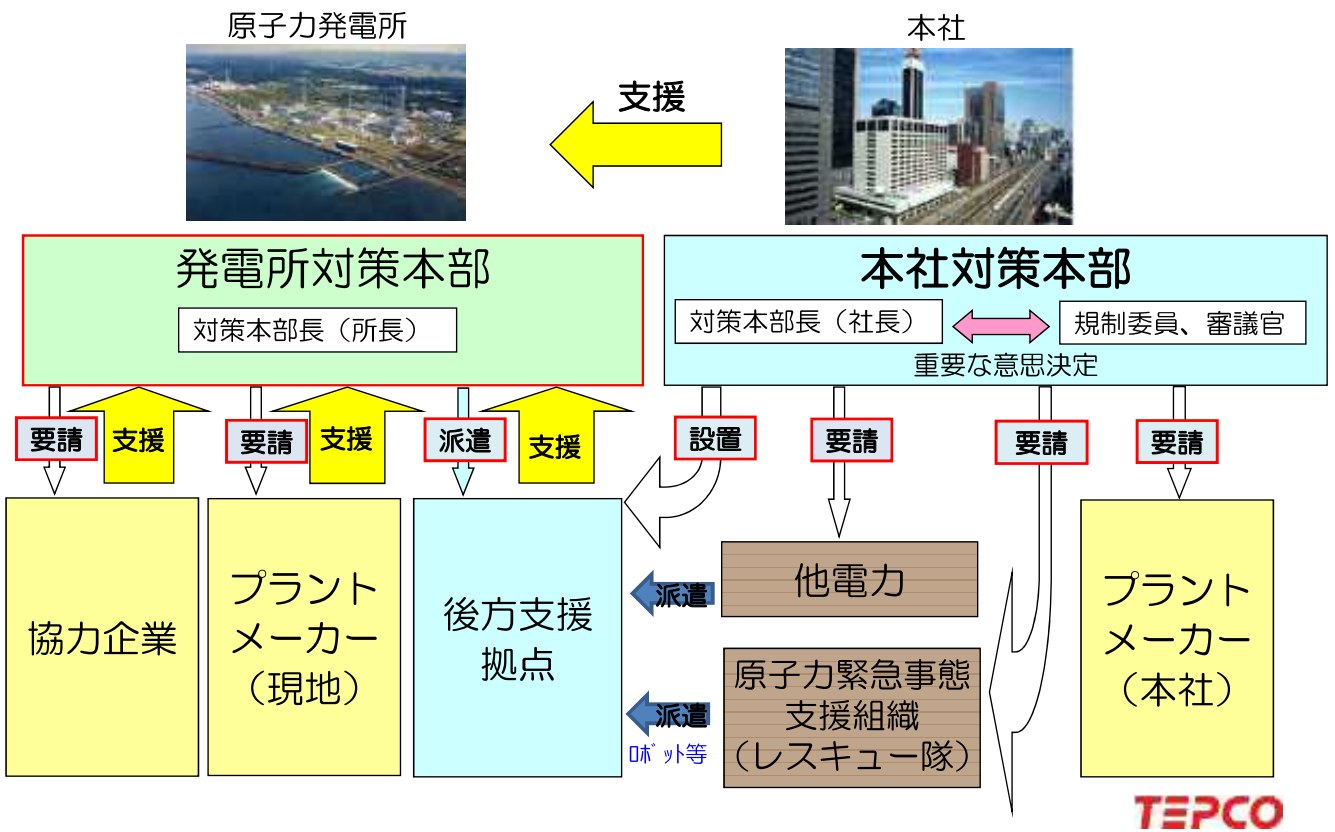 原子力発電所
本社
支援
発電所対策本部
対策本部長（所長）
本社対策本部
対策本部長（社長）
規制委員、審議官
重要な意思決定
要請
支援
要請
支援
派遣
支援
設置
要請
要請
要請
協力企業
プラント
メーカー
（現地）
後方支援
拠点
派遣
他電力
派遣
ﾛﾎﾞｯﾄ等
原子力緊急事態
支援組織
（レスキュー隊）
プラント
メーカー
（本社）
TEPCO